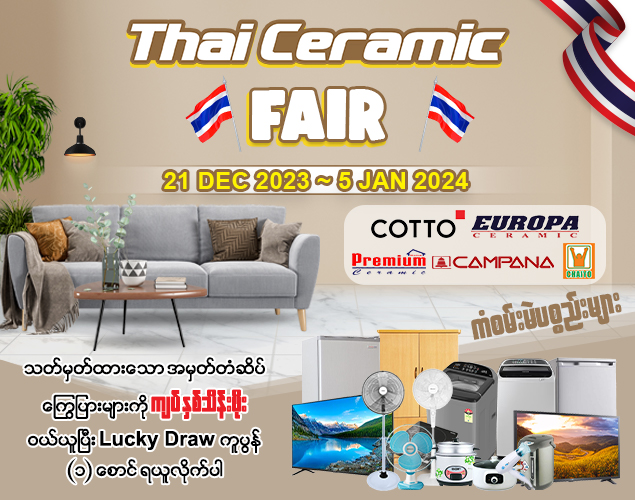 Thai Ceramic
FAIR
21 DEC 2023 ~ 5 JAN 2024
COTTO EUROPA
CERAMIC
Premium CAMPANA
Ceramic CHAIYO
ကံစမ်းမဲပစ္စည်းများ
သတ်မှတ်ထားသော အမှတ်တံဆိပ်
ကြွေပြားများကို ကျပ်နှစ်သိန်းဖိုး
ဝယ်ယူပြီး Lucky Draw ကူပွန်
(၁) စောင် ရယူလိုက်ပါ